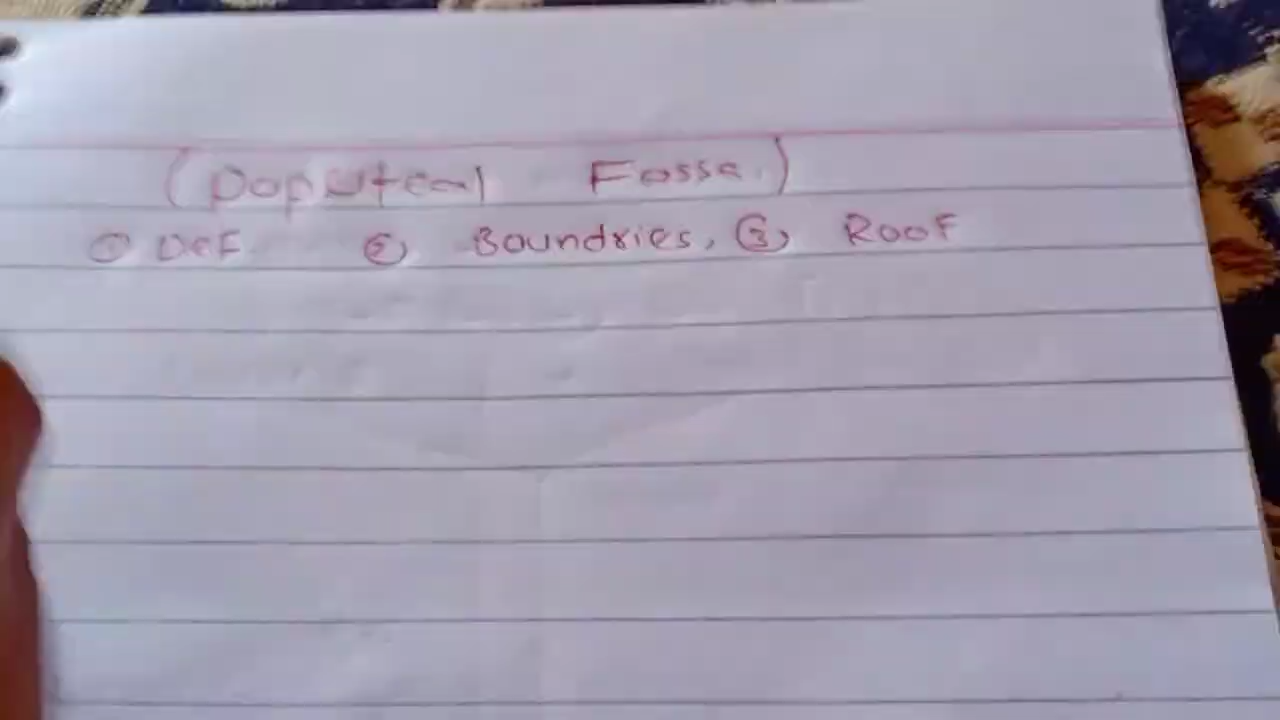 (Popliteal Fossa.)
① DEF ② Boundries, ③ Roof